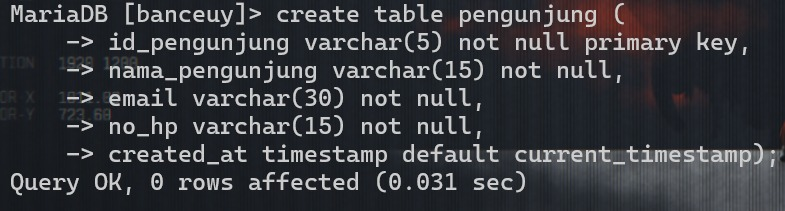 MariaDB [banceuy]> create table pengunjung (
    -> id_pengunjung varchar(5) not null primary key,
    -> nama_pengunjung varchar(15) not null,
    -> email varchar(30) not null,
    -> no_hp varchar(15) not null,
    -> created_at timestamp default current_timestamp);
Query OK, 0 rows affected (0.031 sec)